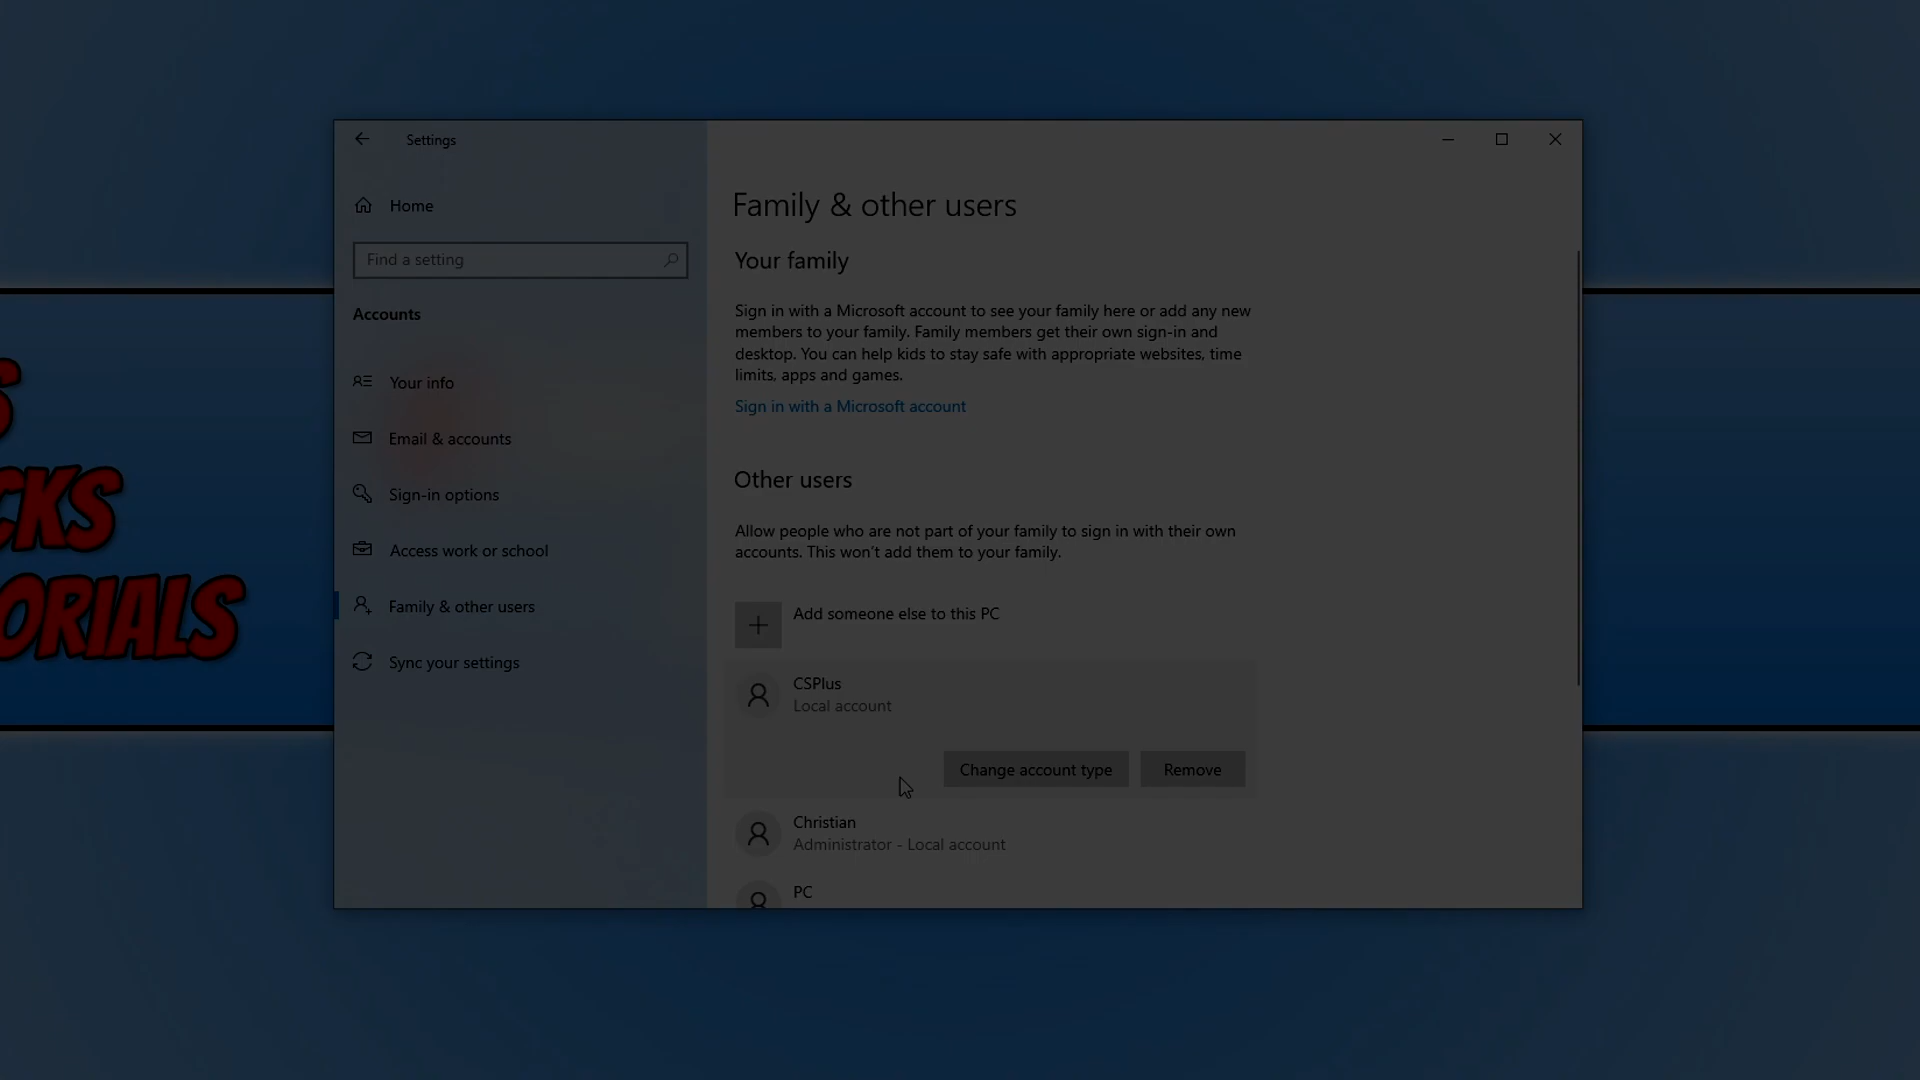 Settings
Home
Find a setting
Accounts
Your info
Email & accounts
Sign-in options
Access work or school
Family & other users
Sync your settings
Family & other users
Your family
Sign in with a Microsoft account to see your family here or add any new
members to your family. Family members get their own sign-in and
desktop. You can help kids to stay safe with appropriate websites, time
limits, apps and games.
Sign in with a Microsoft account
Other users
Allow people who are not part of your family to sign in with their own
accounts. This won't add them to your family.
Add someone else to this PC
CSPlus
Local account
Change account type
Remove
Christian
Administrator - Local account
PC
S
CKS
ORIALS